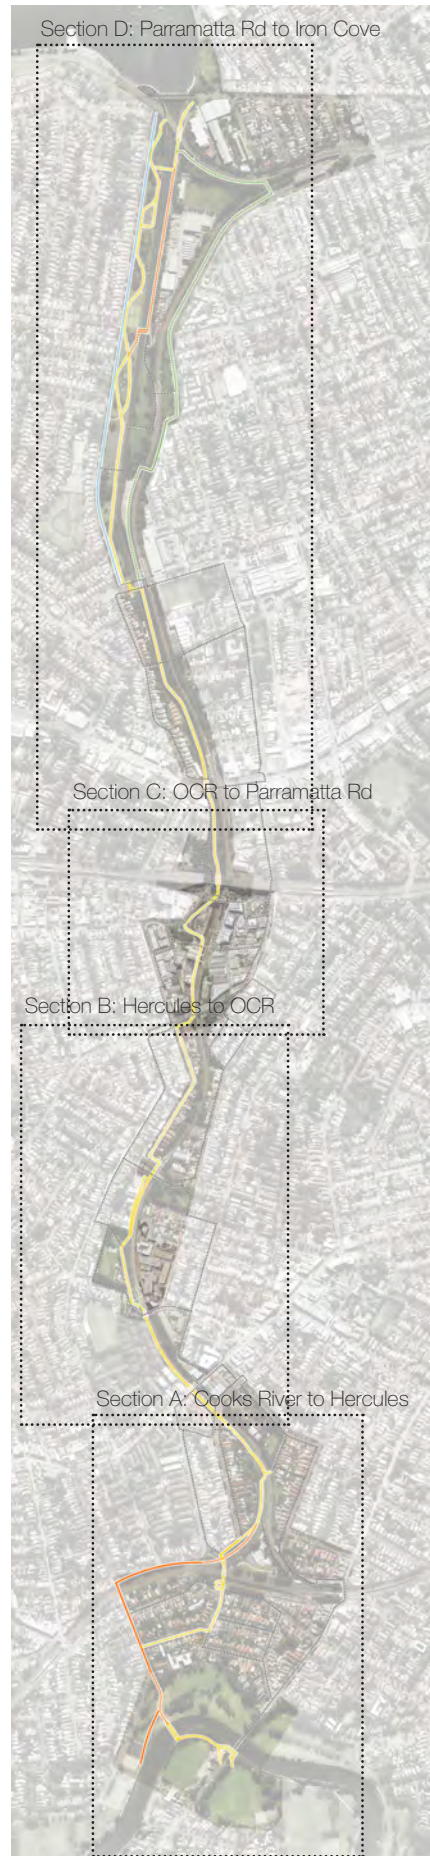 Section D: Parramatta Rd to Iron Cove
Section C: OCR to Parramatta Rd
Section B: Hercules to OCR
Section A: Cooks River to Hercules